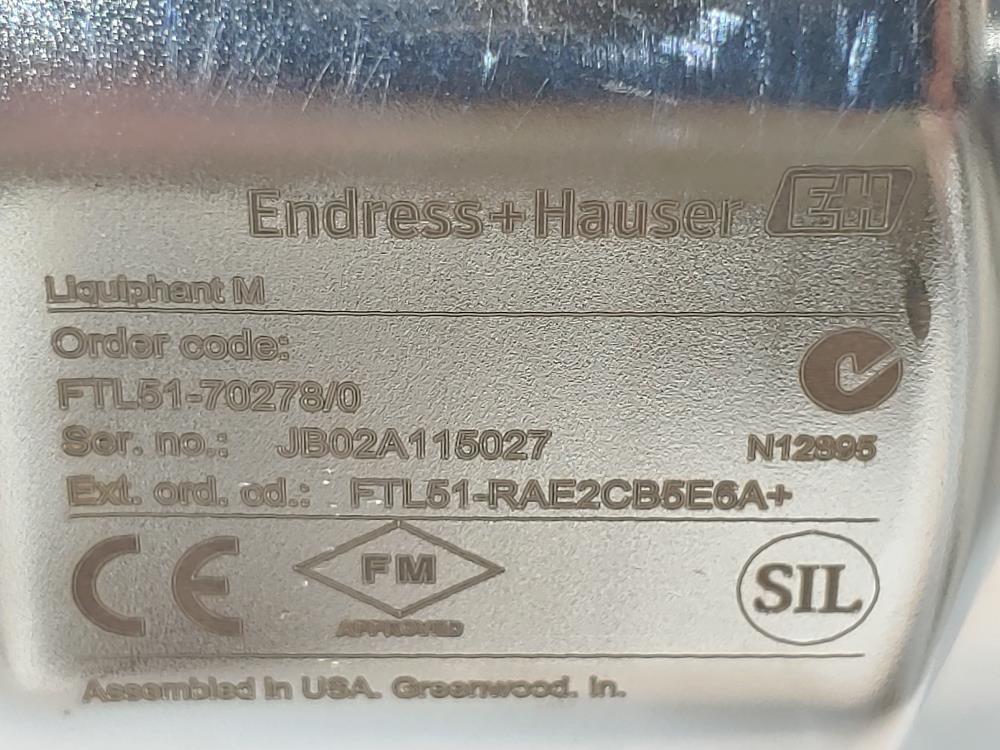 Endress+Hauser EH
Liquiphant M
Order code:
FTL51-70278/0
Ser. no.: JB02A115027
N12895
Ext. ord. cd.: FTL51-RAE2CB5E6A+
CE
FM
APPROVED
SIL
Assembled in USA. Greenwood. In.